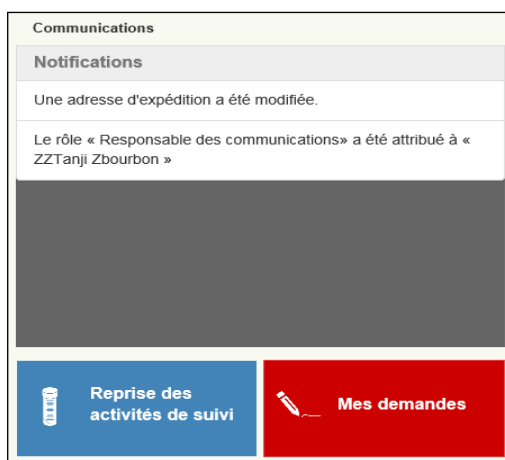 Communications
Notifications
Une adresse d'expédition a été modifiée.
Le rôle « Responsable des communications» a été attribué à «
ZZTanji Zbourbon »
Reprise des
activités de suivi
Mes demandes